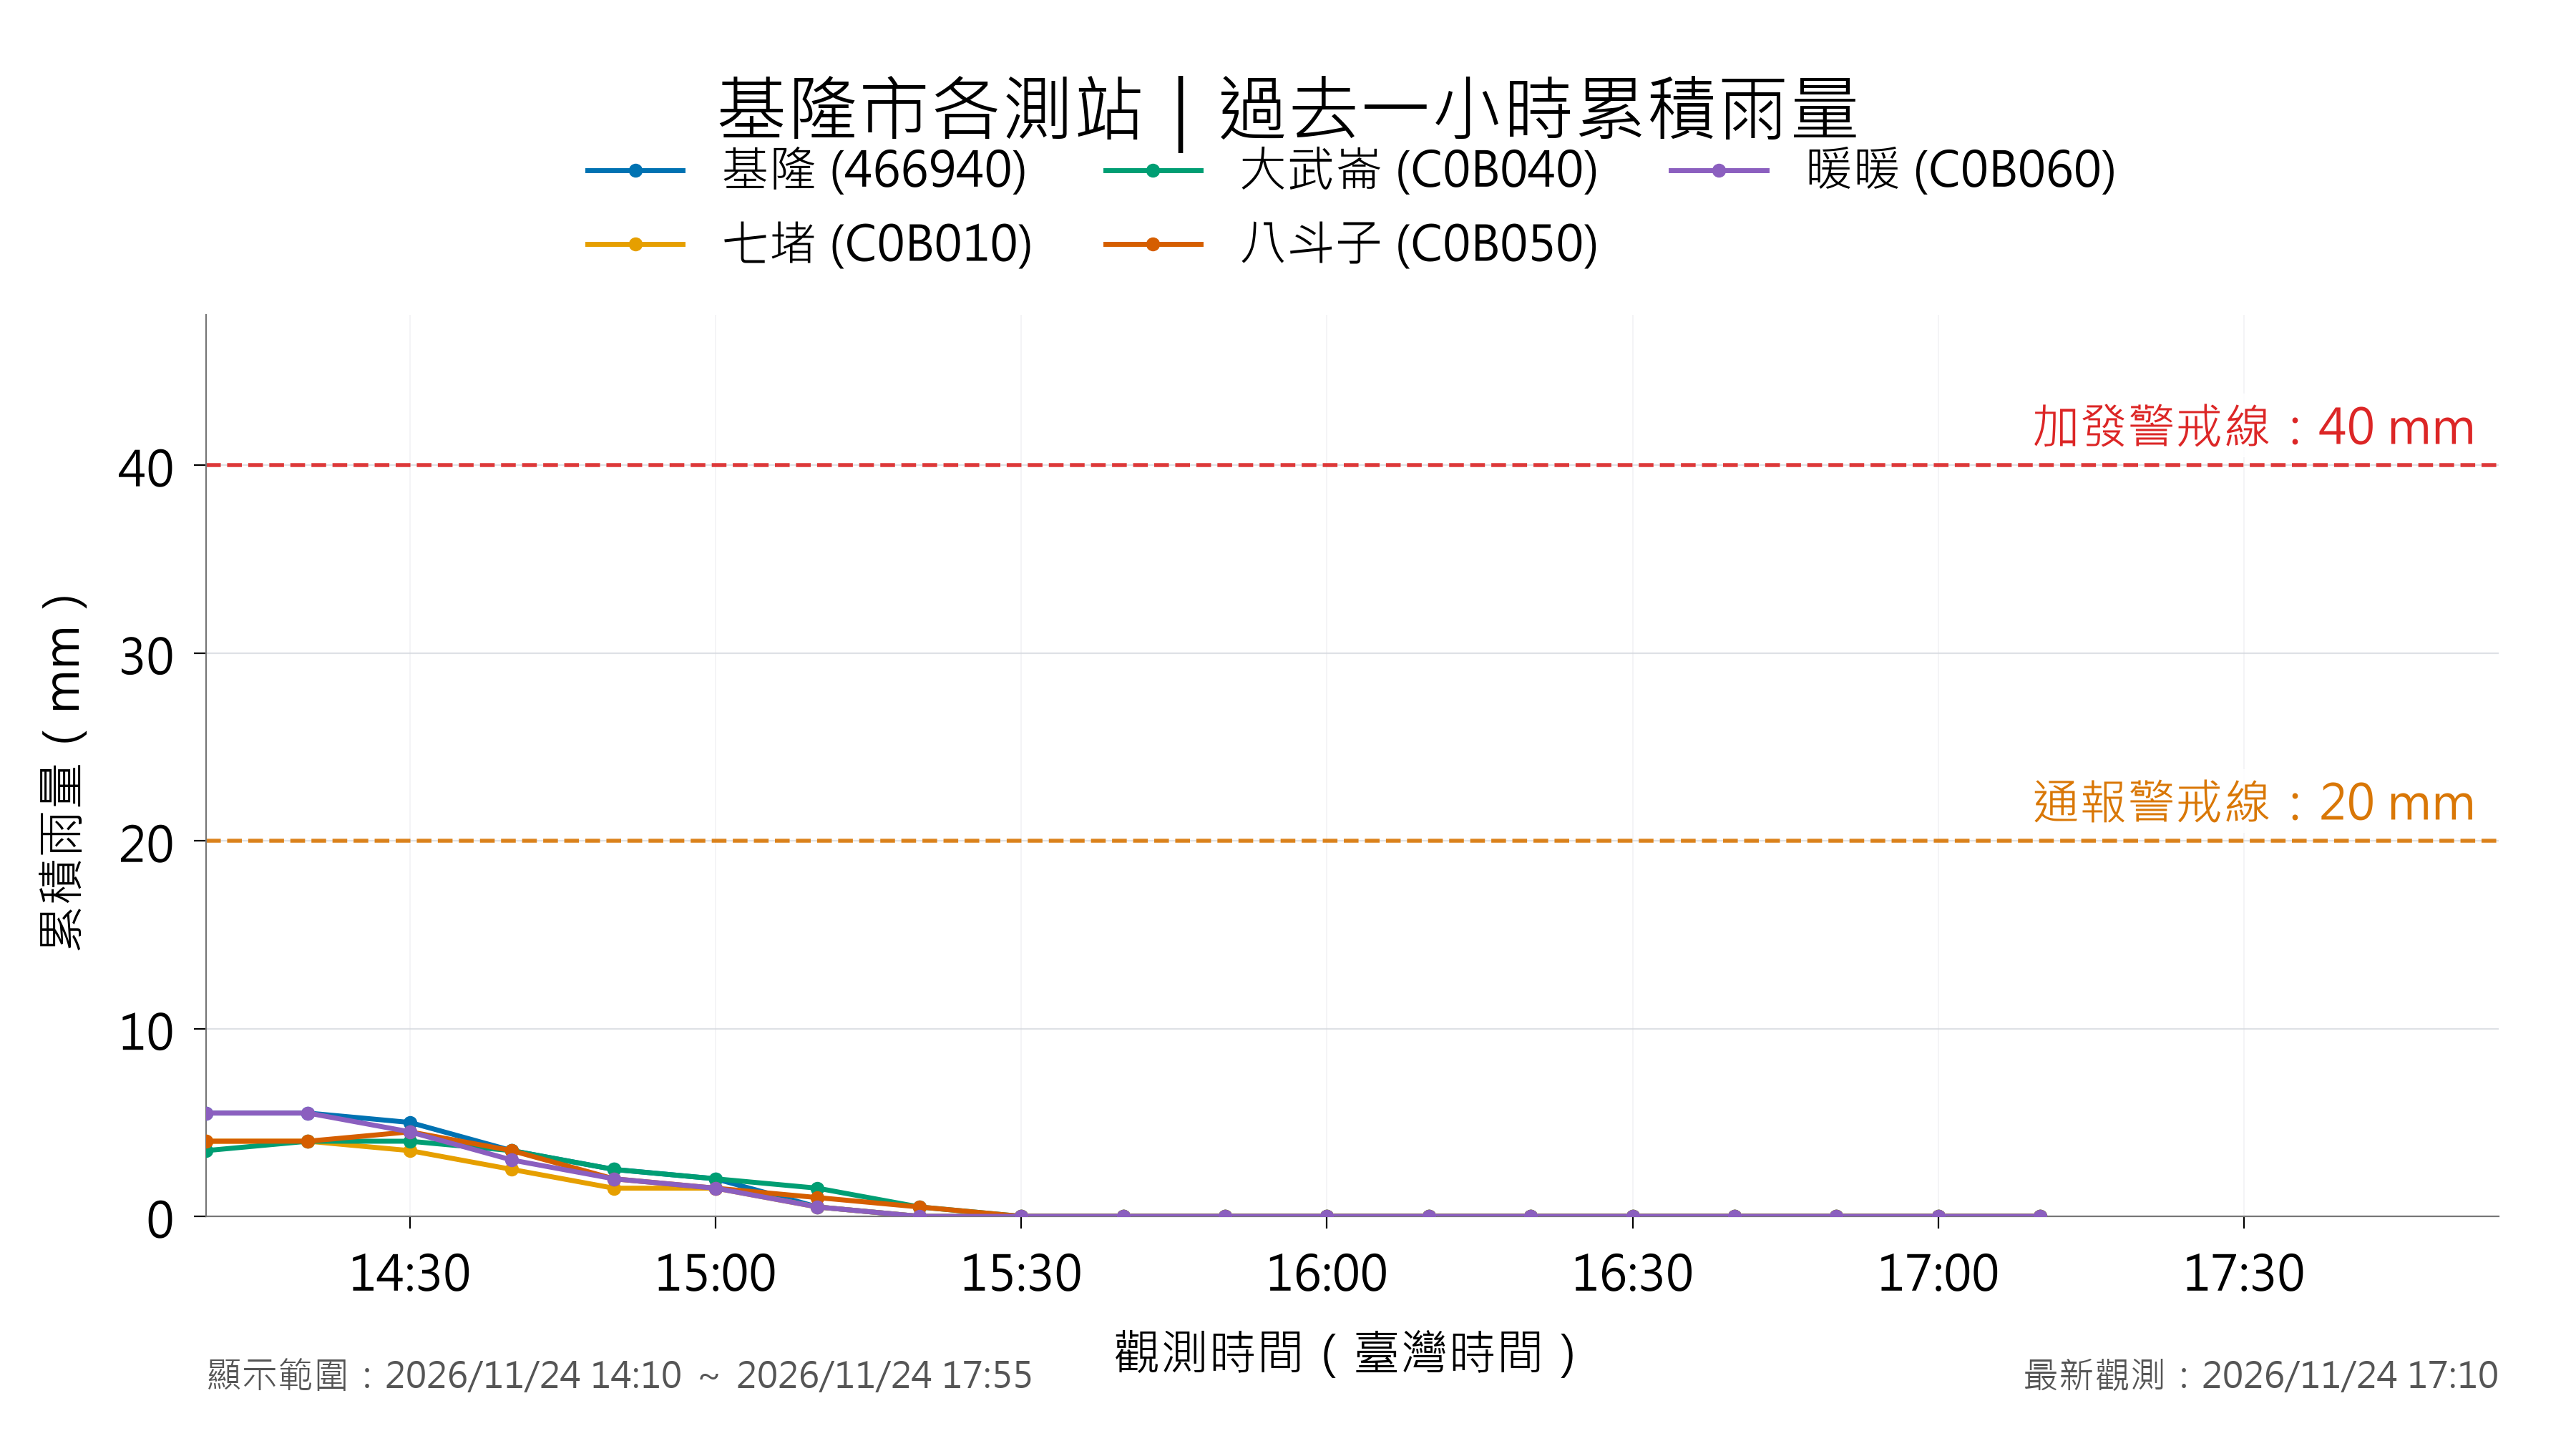 基隆市各測站｜過去一小時累積雨量
基隆 (466940)
七堵 (C0B010)
大武崙 (C0B040)
八斗子 (C0B050)
暖暖 (C0B060)
累積雨量（mm）
40
30
20
10
0
加發警戒線：40 mm
通報警戒線：20 mm
14:30
15:00
15:30
16:00
16:30
17:00
17:30
觀測時間（臺灣時間）
顯示範圍：2026/11/24 14:10 ~ 2026/11/24 17:55
最新觀測：2026/11/24 17:10